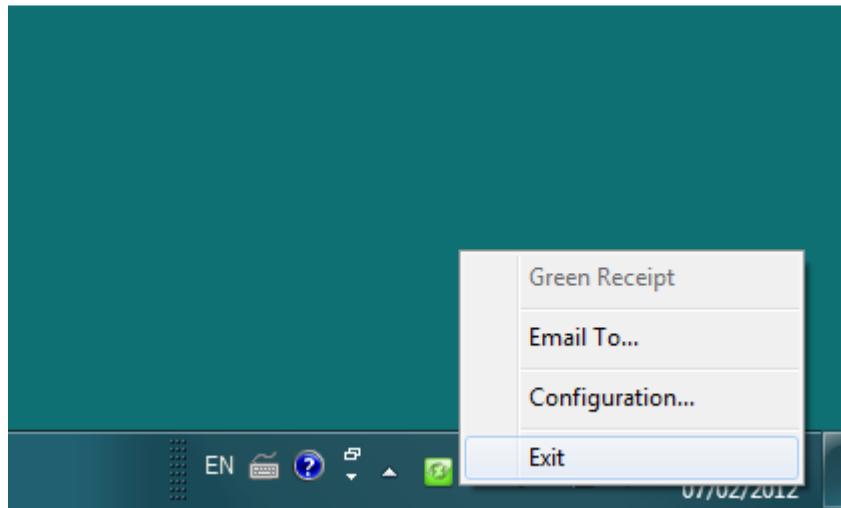 Green Receipt
Email To...
Configuration...
Exit
EN
?
07/02/2012